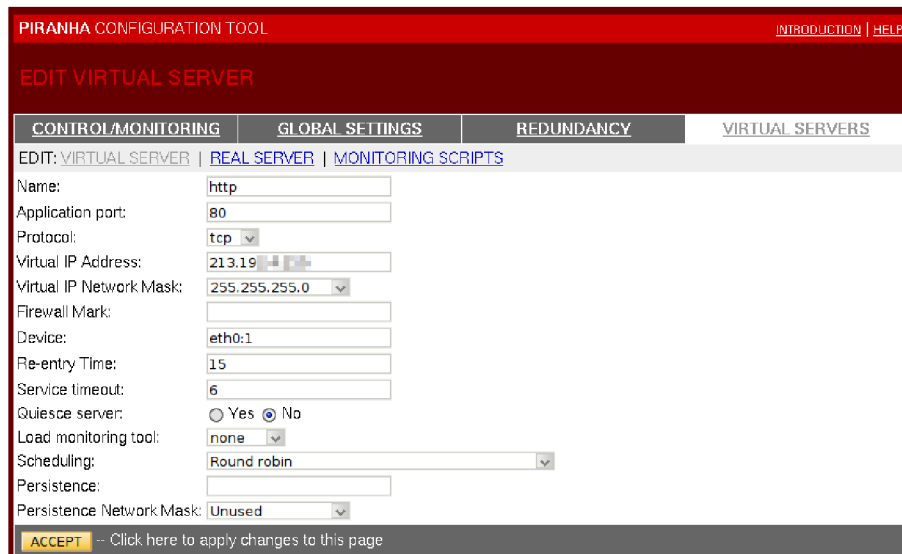 PIRANHA CONFIGURATION TOOL INTRODUCTION | HELP
EDIT VIRTUAL SERVER
CONTROL/MONITORING GLOBAL SETTINGS REDUNDANCY VIRTUAL SERVERS
EDIT: VIRTUAL SERVER | REAL SERVER | MONITORING SCRIPTS
Name: http
Application port: 80
Protocol: tcp
Virtual IP Address: 213.19
Virtual IP Network Mask: 255.255.255.0
Firewall Mark:
Device: eth0:1
Re-entry Time: 15
Service timeout: 6
Quiesce server: Yes No
Load monitoring tool: none
Scheduling: Round robin
Persistence:
Persistence Network Mask: Unused
ACCEPT -- Click here to apply changes to this page